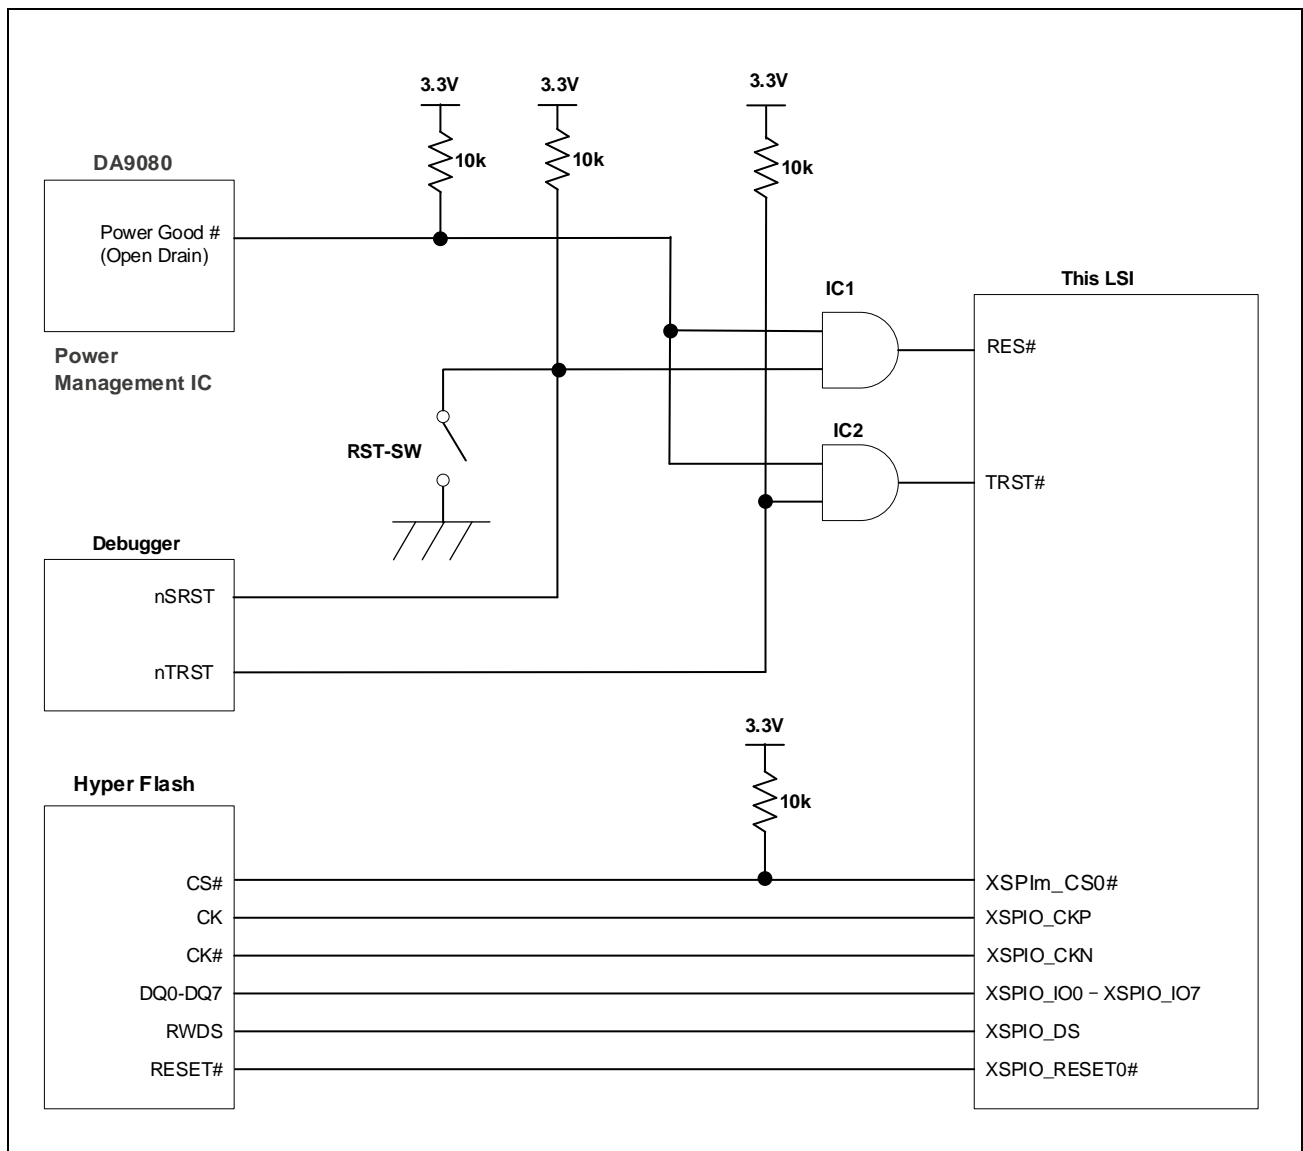 3.3V
3.3V
3.3V
10k
10k
10k
DA9080
Power Good #
(Open Drain)
Power
Management IC
This LSI
IC1
RES#
RST-SW
IC2
TRST#
Debugger
nSRST
nTRST
3.3V
10k
Hyper Flash
CS#
XSPIm_CS0#
CK
XSPIO_CKP
CK#
XSPIO_CKN
DQ0-DQ7
XSPIO_IO0 – XSPIO_IO7
RWDS
XSPIO_DS
RESET#
XSPIO_RESET0#